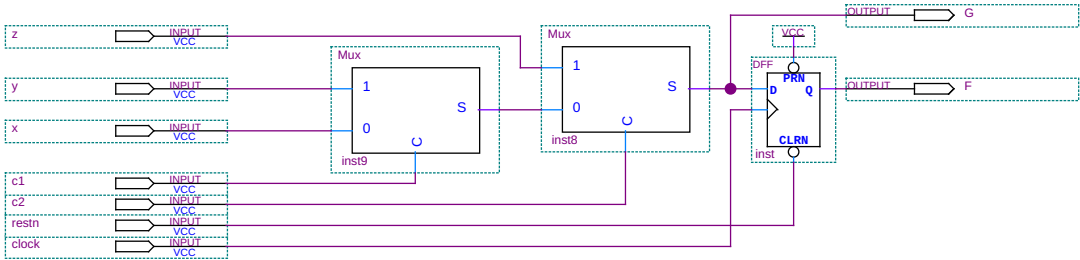 OUTPUT G
VCC
z INPUT VCC
Mux
1
S
0
C
inst8
Mux
1
S
0
C
inst9
DFF
PRN
D Q
CLRN
inst
OUTPUT F
y INPUT VCC
x INPUT VCC
c1 INPUT VCC
c2 INPUT VCC
restn INPUT VCC
clock INPUT VCC